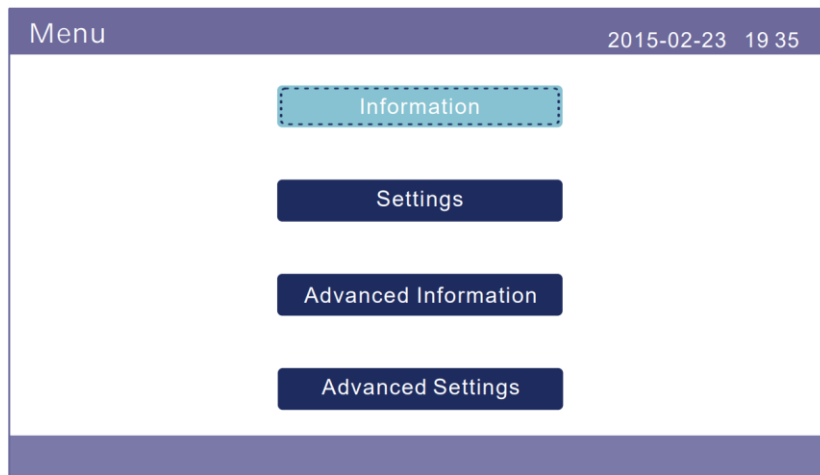 Menu
2015-02-23 19 35
Information
Settings
Advanced Information
Advanced Settings